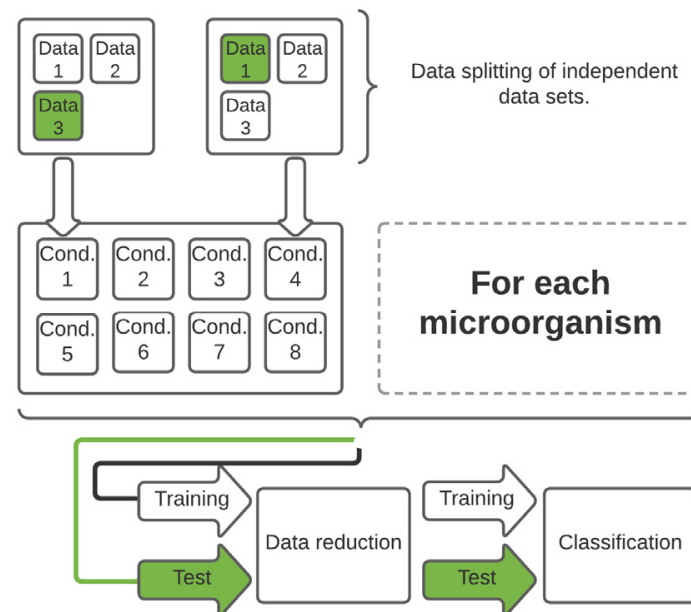 Data
1
Data
2
Data
3
Data
1
Data
2
Data
3
Data splitting of independent
data sets.
Cond.
1
Cond.
2
Cond.
3
Cond.
4
Cond.
5
Cond.
6
Cond.
7
Cond.
8
For each
microorganism
Training
Test
Data reduction
Training
Test
Classification